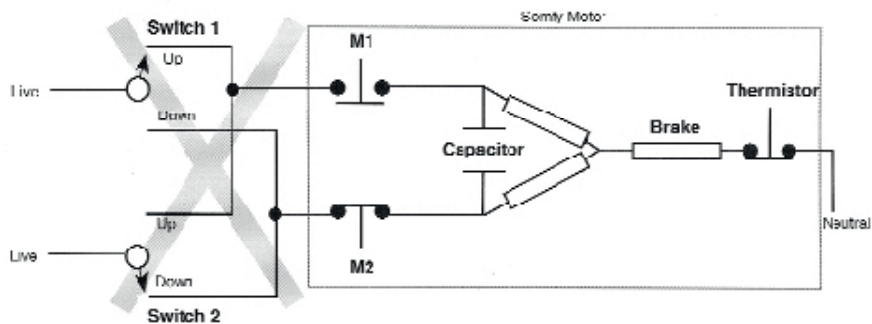 Somfy Motor
Switch 1
Up
M1
Live
Thermistor
Down
Brake
Capacitor
Up
Neutral
Live
M2
Down
Switch 2